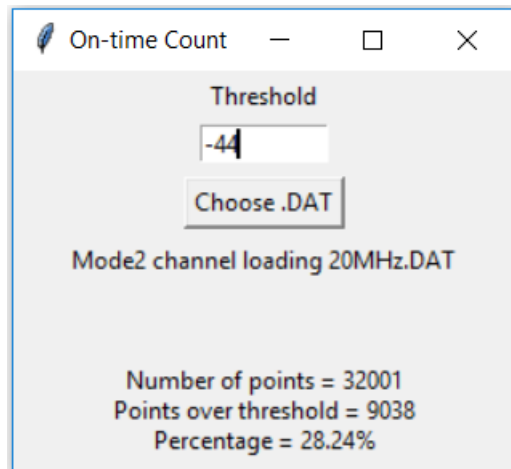 On-time Count
Threshold
-44
Choose .DAT
Mode2 channel loading 20MHz.DAT
Number of points = 32001
Points over threshold = 9038
Percentage = 28.24%